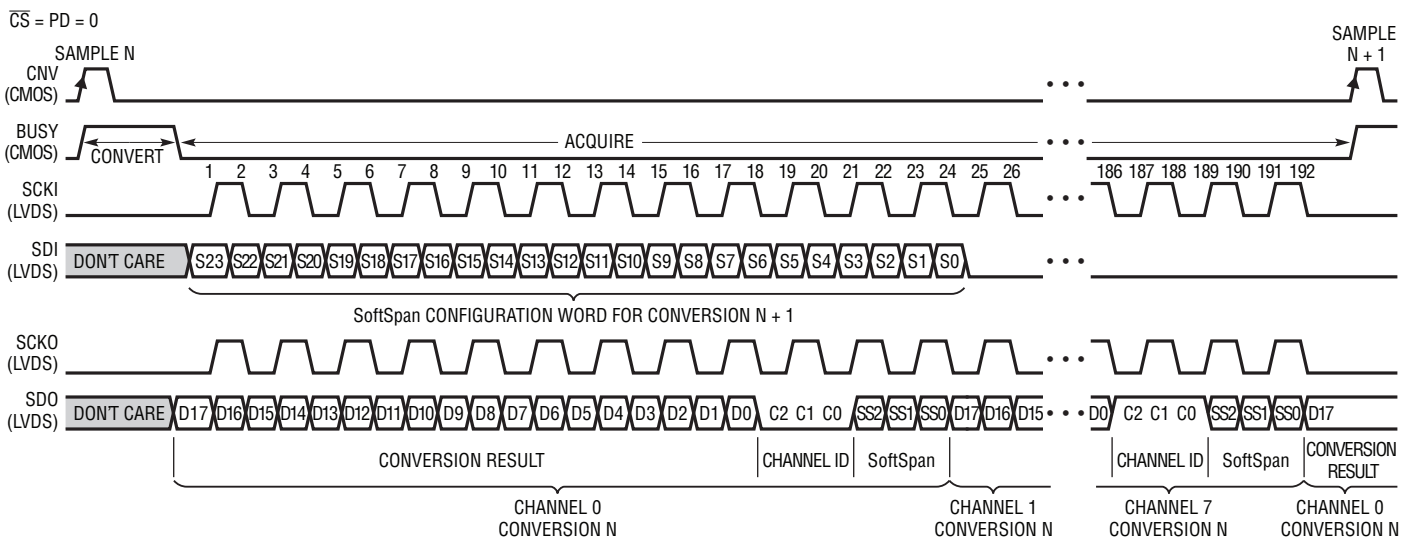 CS = PD = 0
SAMPLE N
SAMPLE
N + 1
CNV
(CMOS)
BUSY
(CMOS)
CONVERT
ACQUIRE
1 2 3 4 5 6 7 8 9 10 11 12 13 14 15 16 17 18 19 20 21 22 23 24 25 26 186 187 188 189 190 191 192
SCKI
(LVDS)
SDI
(LVDS)
DON'T CARE S23 S22 S21 S20 S19 S18 S17 S16 S15 S14 S13 S12 S11 S10 S9 S8 S7 S6 S5 S4 S3 S2 S1 S0
SoftSpan CONFIGURATION WORD FOR CONVERSION N + 1
SCKO
(LVDS)
SDO
(LVDS)
DON'T CARE D17 D16 D15 D14 D13 D12 D11 D10 D9 D8 D7 D6 D5 D4 D3 D2 D1 D0 C2 C1 C0 SS2 SS1 SS0 D17 D16 D15 D0 C2 C1 C0 SS2 SS1 SS0 D17
CONVERSION RESULT
CHANNEL ID
SoftSpan
CHANNEL ID
SoftSpan
CONVERSION
RESULT
CHANNEL 0
CONVERSION N
CHANNEL 1
CONVERSION N
CHANNEL 7
CONVERSION N
CHANNEL 0
CONVERSION N